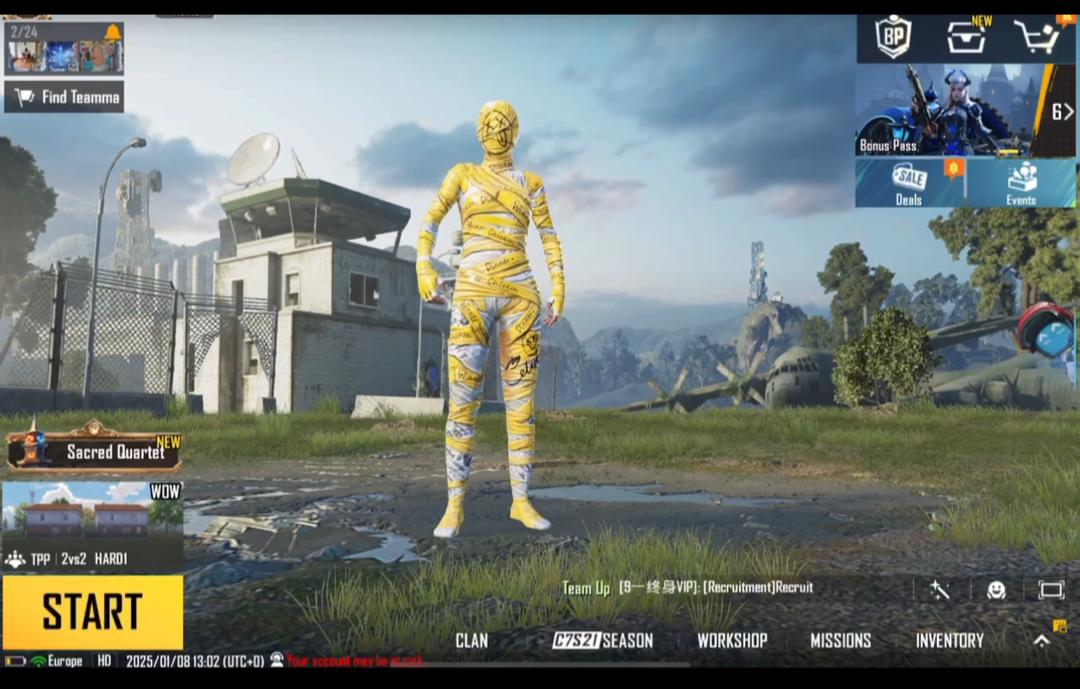 2/24
Find Teamma
BP
NEW
6>
Bonus Pass
SALE
Deals
Events
Sacred Quartet
NEW
WOW
TPP | 2vs2 HARD1
START
Team Up [9一终身VIP]: [Recruitment]Recruit
CLAN
C7S21 SEASON
WORKSHOP
MISSIONS
INVENTORY
Europe HD 2025/01/08 13:02 (UTC+0) Your account may be at risk